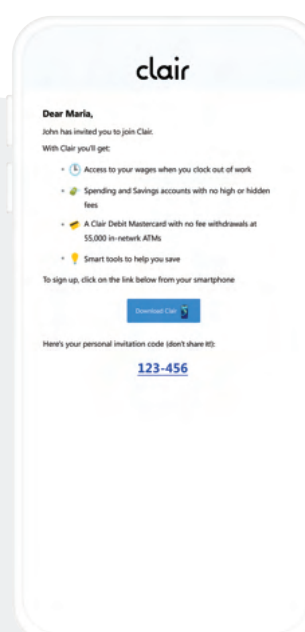 clair
Dear Maria,
John has invited you to join Clair.
With Clair you'll get:
Access to your wages when you clock out of work
Spending and Savings accounts with no high or hidden
fees
A Clair Debit Mastercard with no fee withdrawals at
55,000 in-netwrk ATMs
Smart tools to help you save
To sign up, click on the link below from your smartphone
Download Clair
Here's your personal invitation code (don't share it!):
123-456